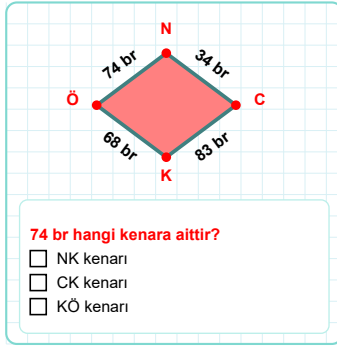 N
74 br
34 br
Ö
C
68 br
83 br
K
74 br hangi kenara aittir?
NK kenarı
CK kenarı
KÖ kenarı